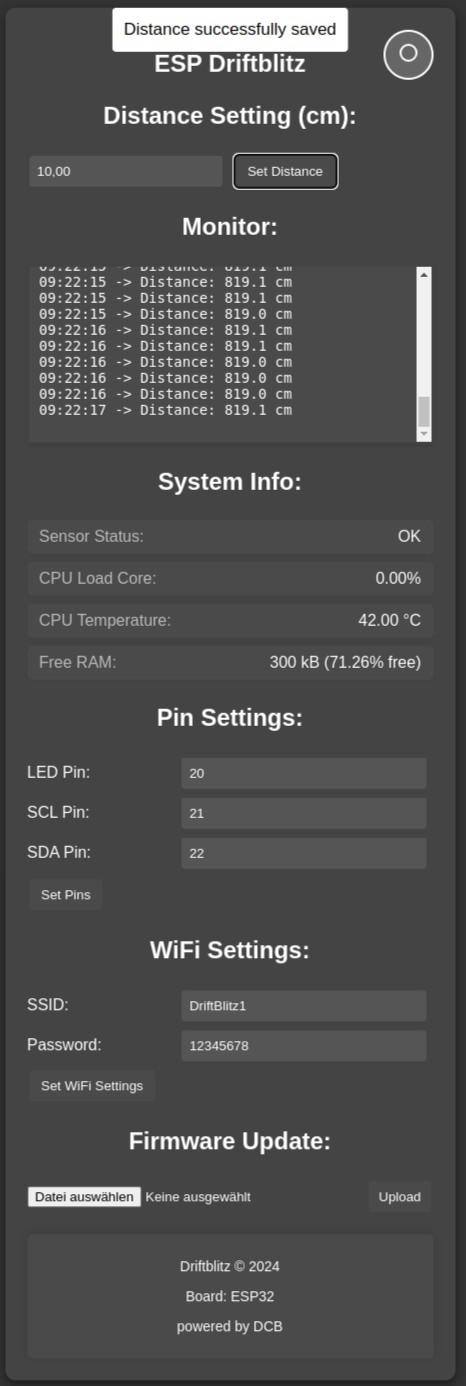 Distance successfully saved
ESP Driftblitz
Distance Setting (cm):
10,00 Set Distance
Monitor:
09:22:15 -> Distance: 819.1 cm
09:22:15 -> Distance: 819.1 cm
09:22:15 -> Distance: 819.1 cm
09:22:15 -> Distance: 819.0 cm
09:22:16 -> Distance: 819.1 cm
09:22:16 -> Distance: 819.1 cm
09:22:16 -> Distance: 819.0 cm
09:22:16 -> Distance: 819.0 cm
09:22:16 -> Distance: 819.0 cm
09:22:17 -> Distance: 819.1 cm
System Info:
Sensor Status: OK
CPU Load Core: 0.00%
CPU Temperature: 42.00 °C
Free RAM: 300 kB (71.26% free)
Pin Settings:
LED Pin: 20
SCL Pin: 21
SDA Pin: 22
Set Pins
WiFi Settings:
SSID: DriftBlitz1
Password: 12345678
Set WiFi Settings
Firmware Update:
Datei auswählen Keine ausgewählt Upload
Driftblitz © 2024
Board: ESP32
powered by DCB